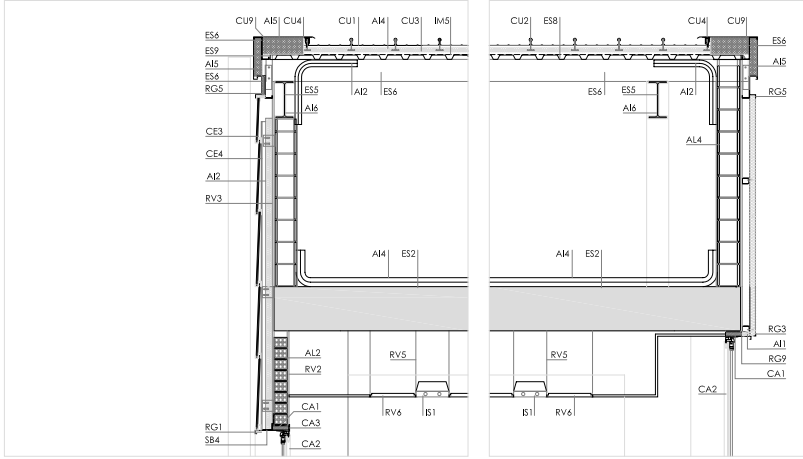 CU9 AI5 CU4 CU1 AI4 CU3 IM5 CU2 ES8 CU4 CU9
ES6 ES6
ES9
AI5 AI5
ES6 ES5 AI2 ES6 ES6 ES5 AI2
RG5 RG5
AI6 AI6
CE3 AL4
CE4
AI2
RV3
AI4 ES2 AI4 ES2
RG3
AL2 RV5 RV5 AI1
RV2 RG9
CA1
CA2
CA1 RV6 IS1 IS1 RV6
RG1 CA3
SB4 CA2